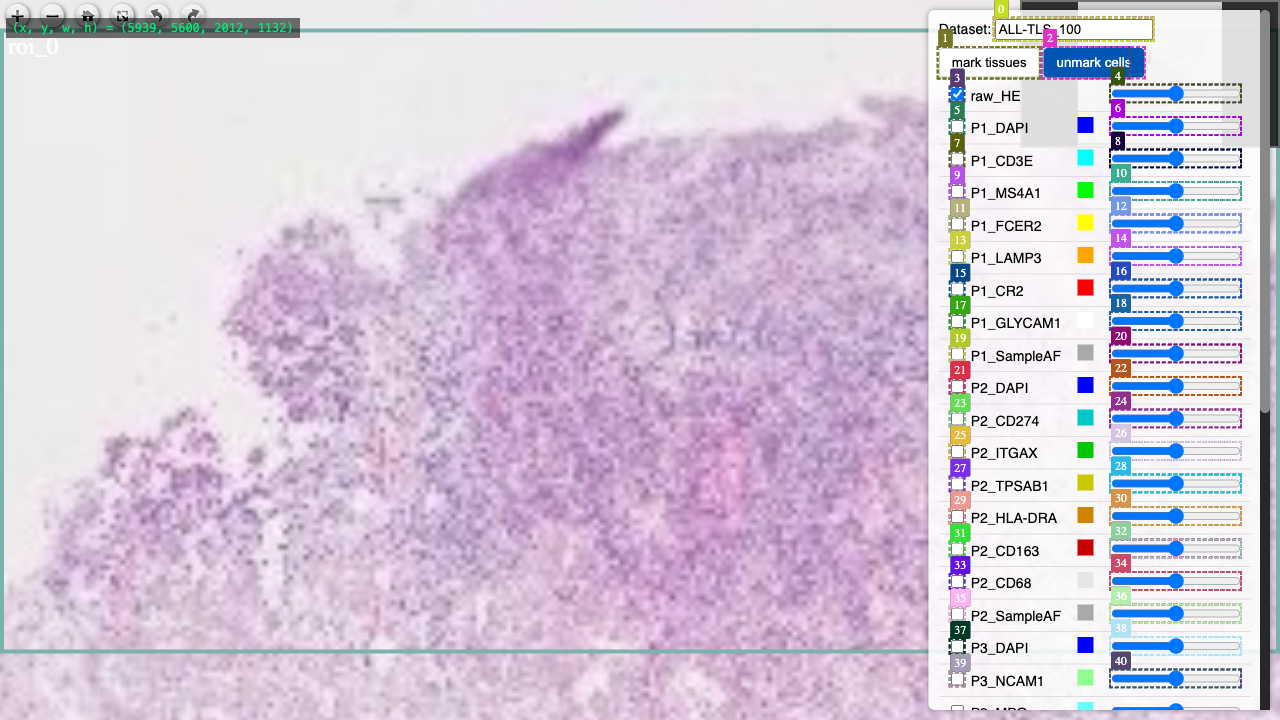 (x, y, w, h) = (5939, 5600, 2012, 1132)
roi_0
0
Dataset: ALL-TLS_100
1
2
mark tissues
unmark cells
3
raw_HE
4
5
P1_DAPI
6
7
P1_CD3E
8
9
P1_MS4A1
10
11
P1_FCER2
12
13
P1_LAMP3
14
15
P1_CR2
16
17
P1_GLYCAM1
18
19
P1_SampleAF
20
21
P2_DAPI
22
23
P2_CD274
24
25
P2_ITGAX
26
27
P2_TPSAB1
28
29
P2_HLA-DRA
30
31
P2_CD163
32
33
P2_CD68
34
35
P2_SampleAF
36
37
P3_DAPI
38
39
P3_NCAM1
40